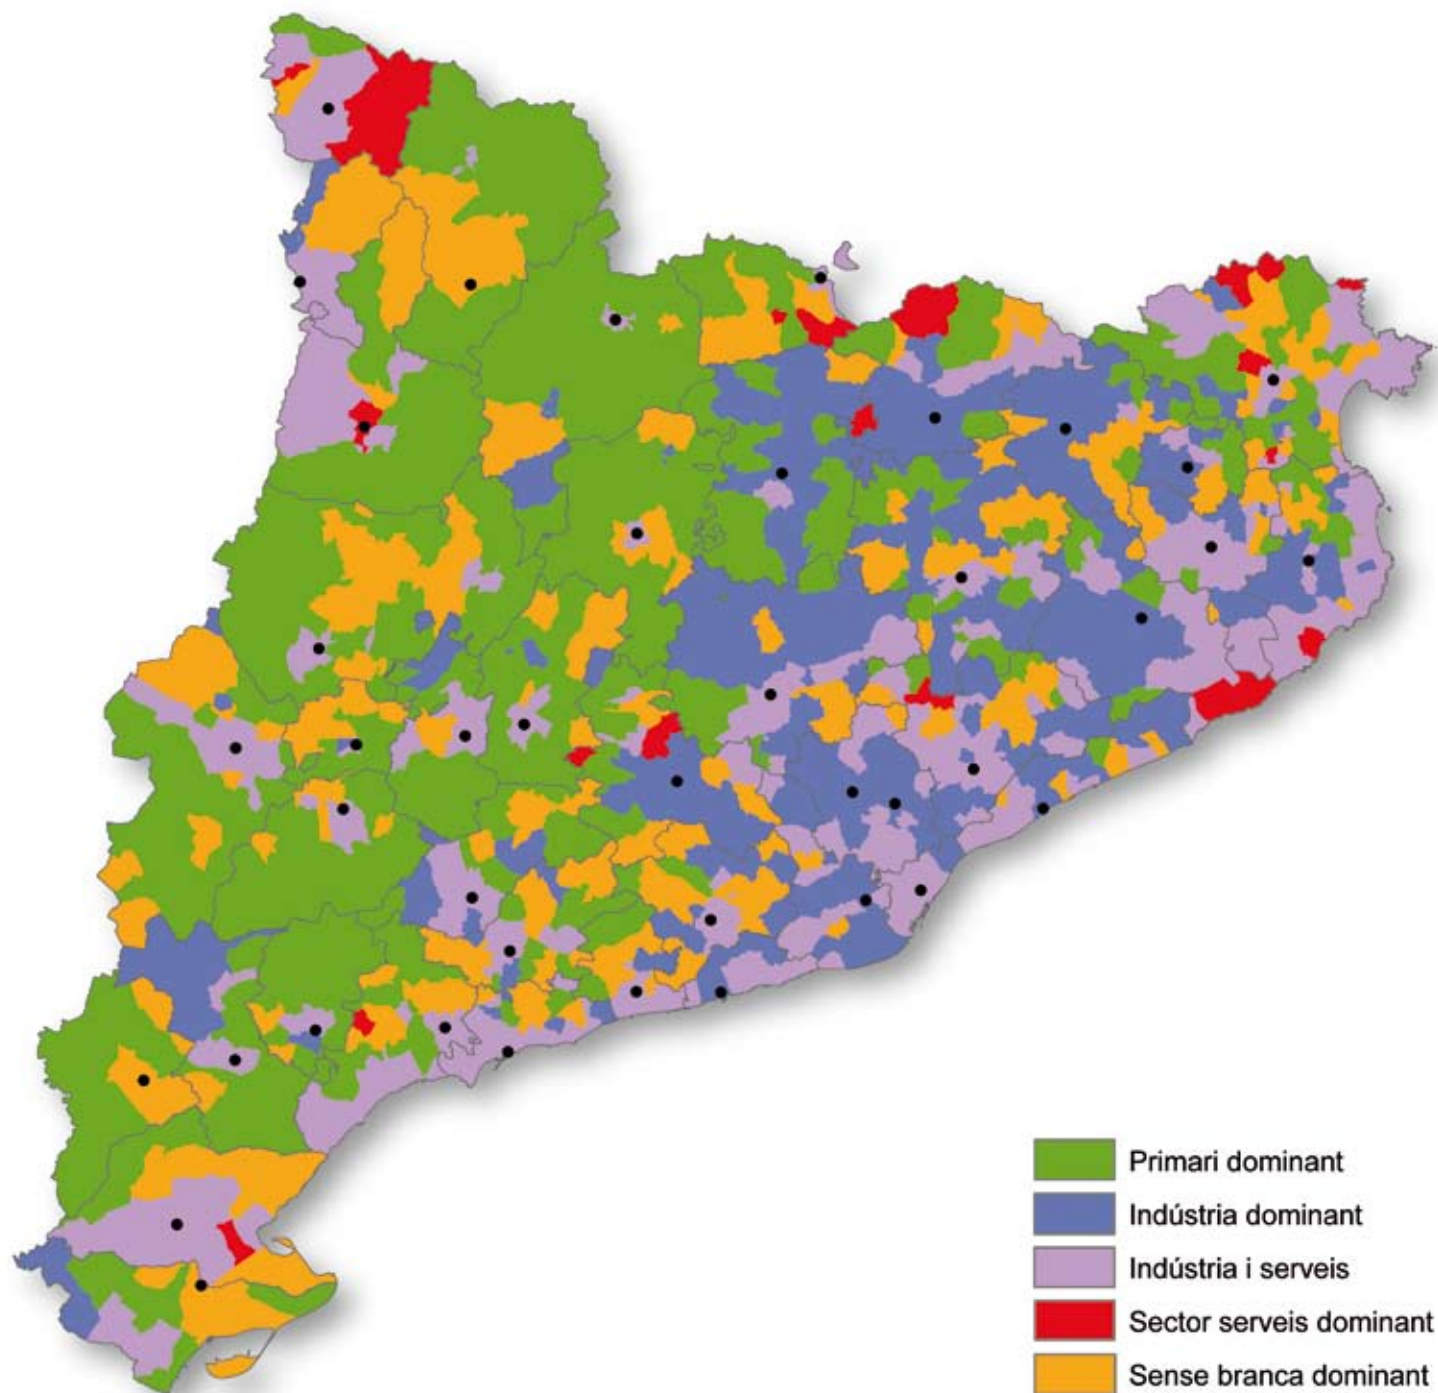 Primari dominant
Indústria dominant
Indústria i serveis
Sector serveis dominant
Sense branca dominant